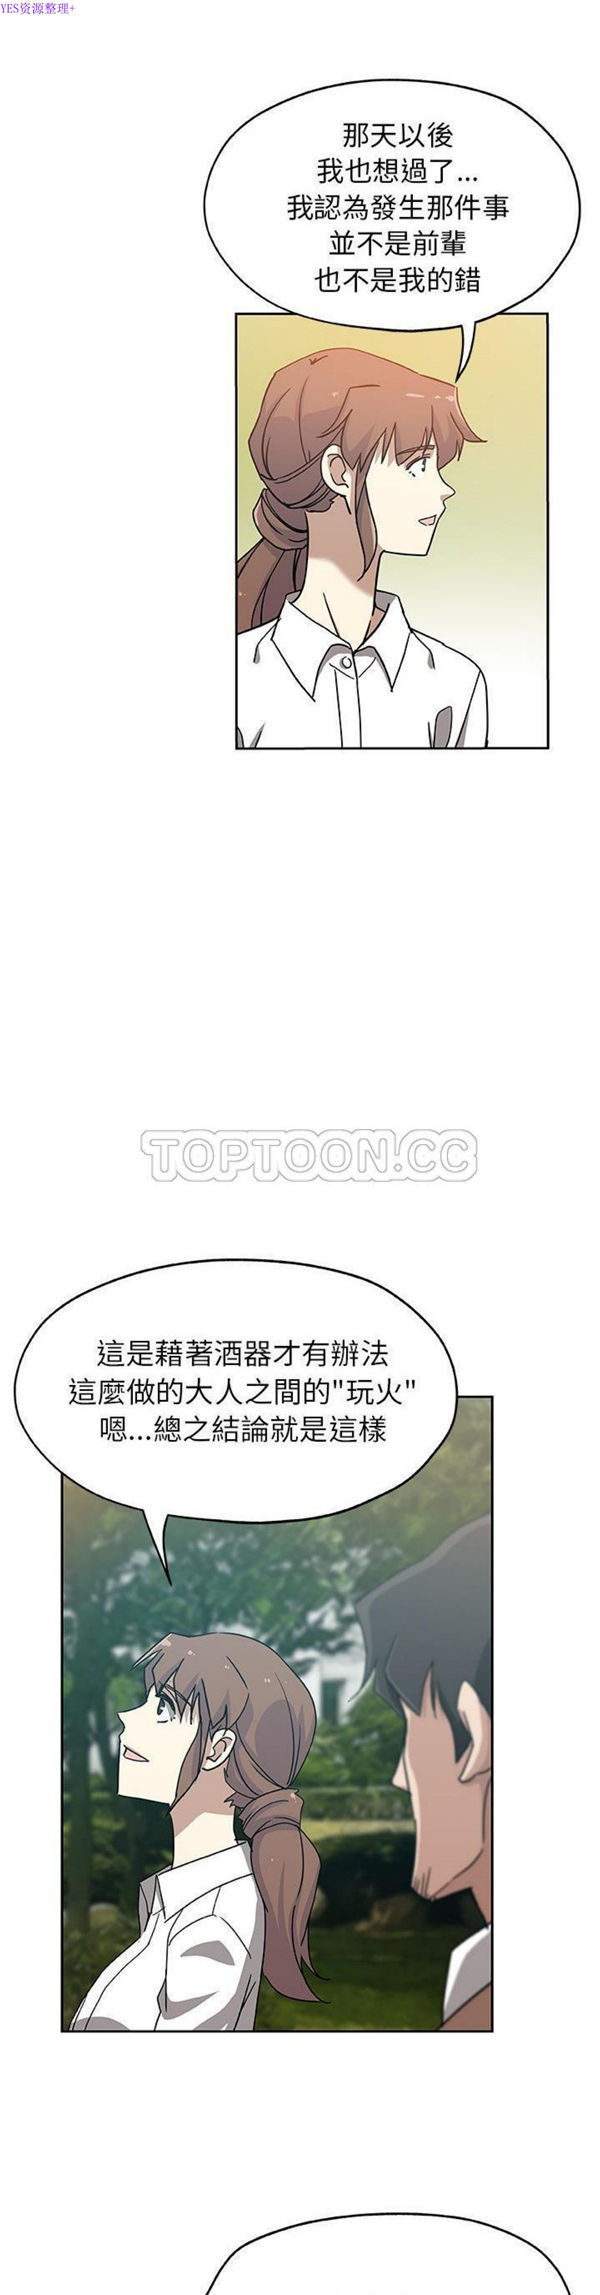 YES资源整理+
那天以後
我也想過了...
我認為發生那件事
並不是前輩
也不是我的錯
TOPTOON.CC
這是藉著酒器才有辦法
這麼做的大人之間的"玩火"
嗯...總之結論就是這樣